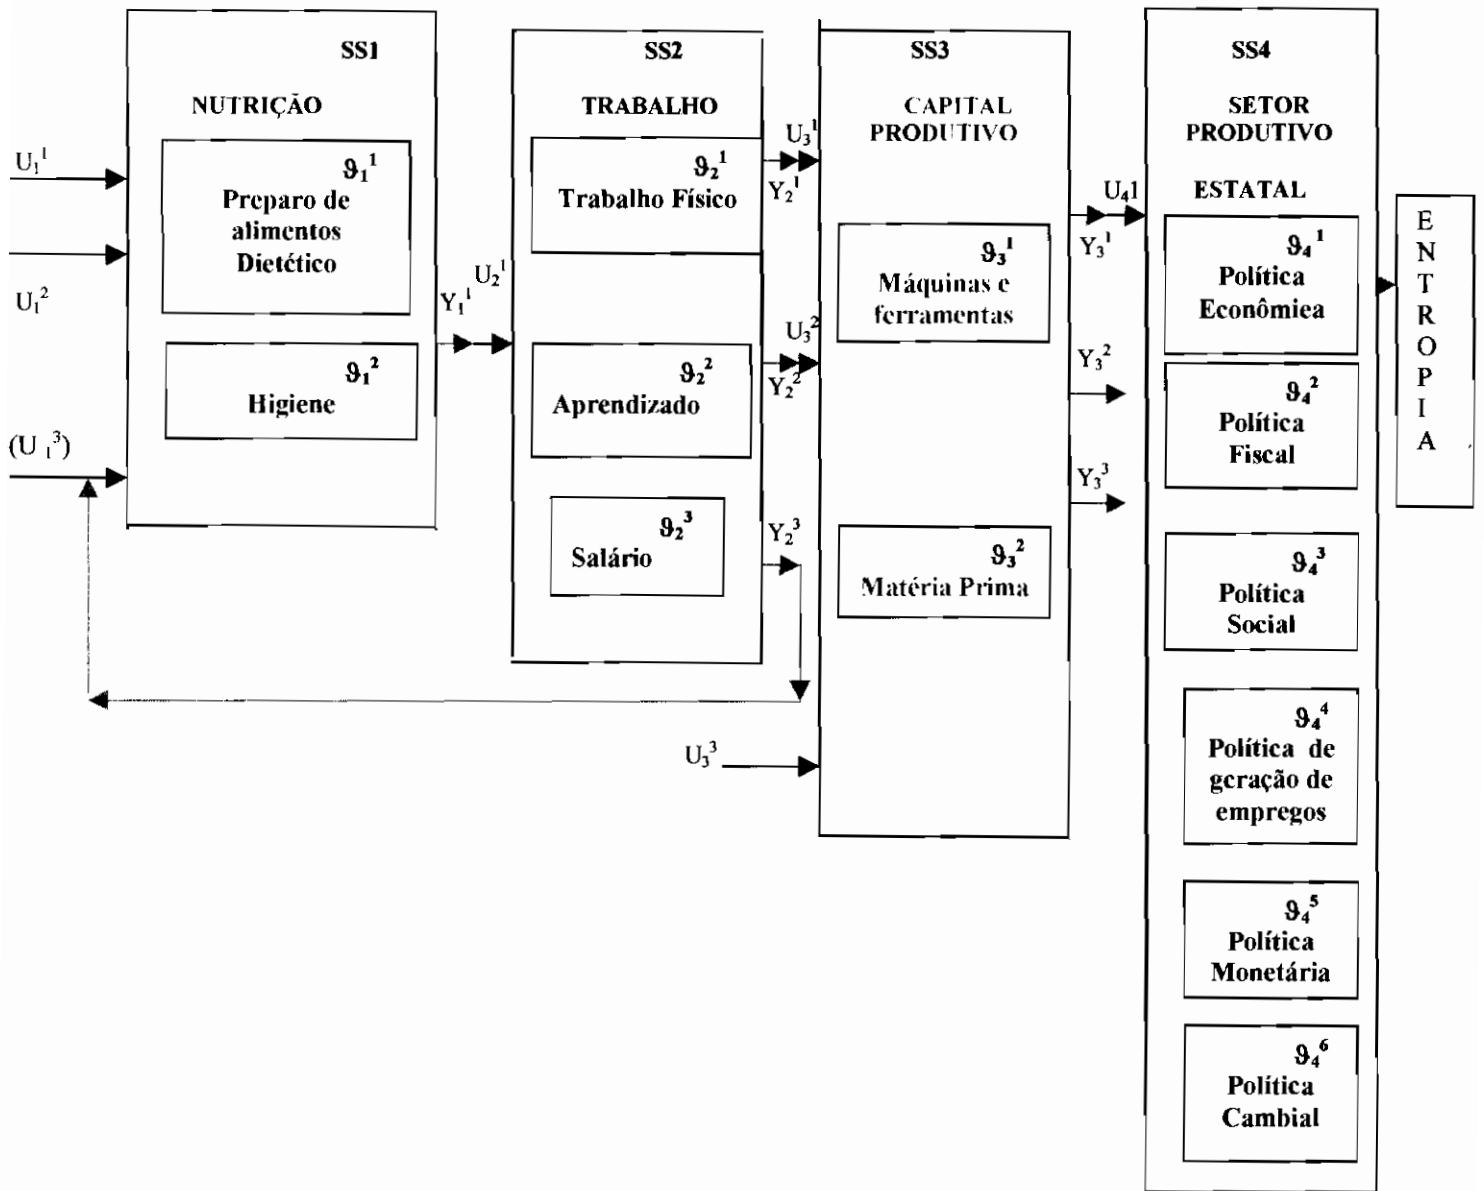 SS1
NUTRIÇÃO
U₁¹
ϑ₁¹
Preparo de
alimentos
Dietético
U₁²
ϑ₁²
Higiene
(U ₁³)
Y₁¹
U₂¹
SS2
TRABALHO
ϑ₂¹
Trabalho Físico
ϑ₂²
Aprendizado
ϑ₂³
Salário
U₃¹
Y₂¹
U₃²
Y₂²
Y₂³
U₃³
SS3
CAPITAL
PRODUTIVO
ϑ₃¹
Máquinas e
ferramentas
ϑ₃²
Matéria Prima
U₄1
Y₃¹
Y₃²
Y₃³
SS4
SETOR
PRODUTIVO
ESTATAL
ϑ₄¹
Política
Econômica
ϑ₄²
Política
Fiscal
ϑ₄³
Política
Social
ϑ₄⁴
Política de
geração de
empregos
ϑ₄⁵
Política
Monetária
ϑ₄⁶
Política
Cambial
E
N
T
R
O
P
I
A